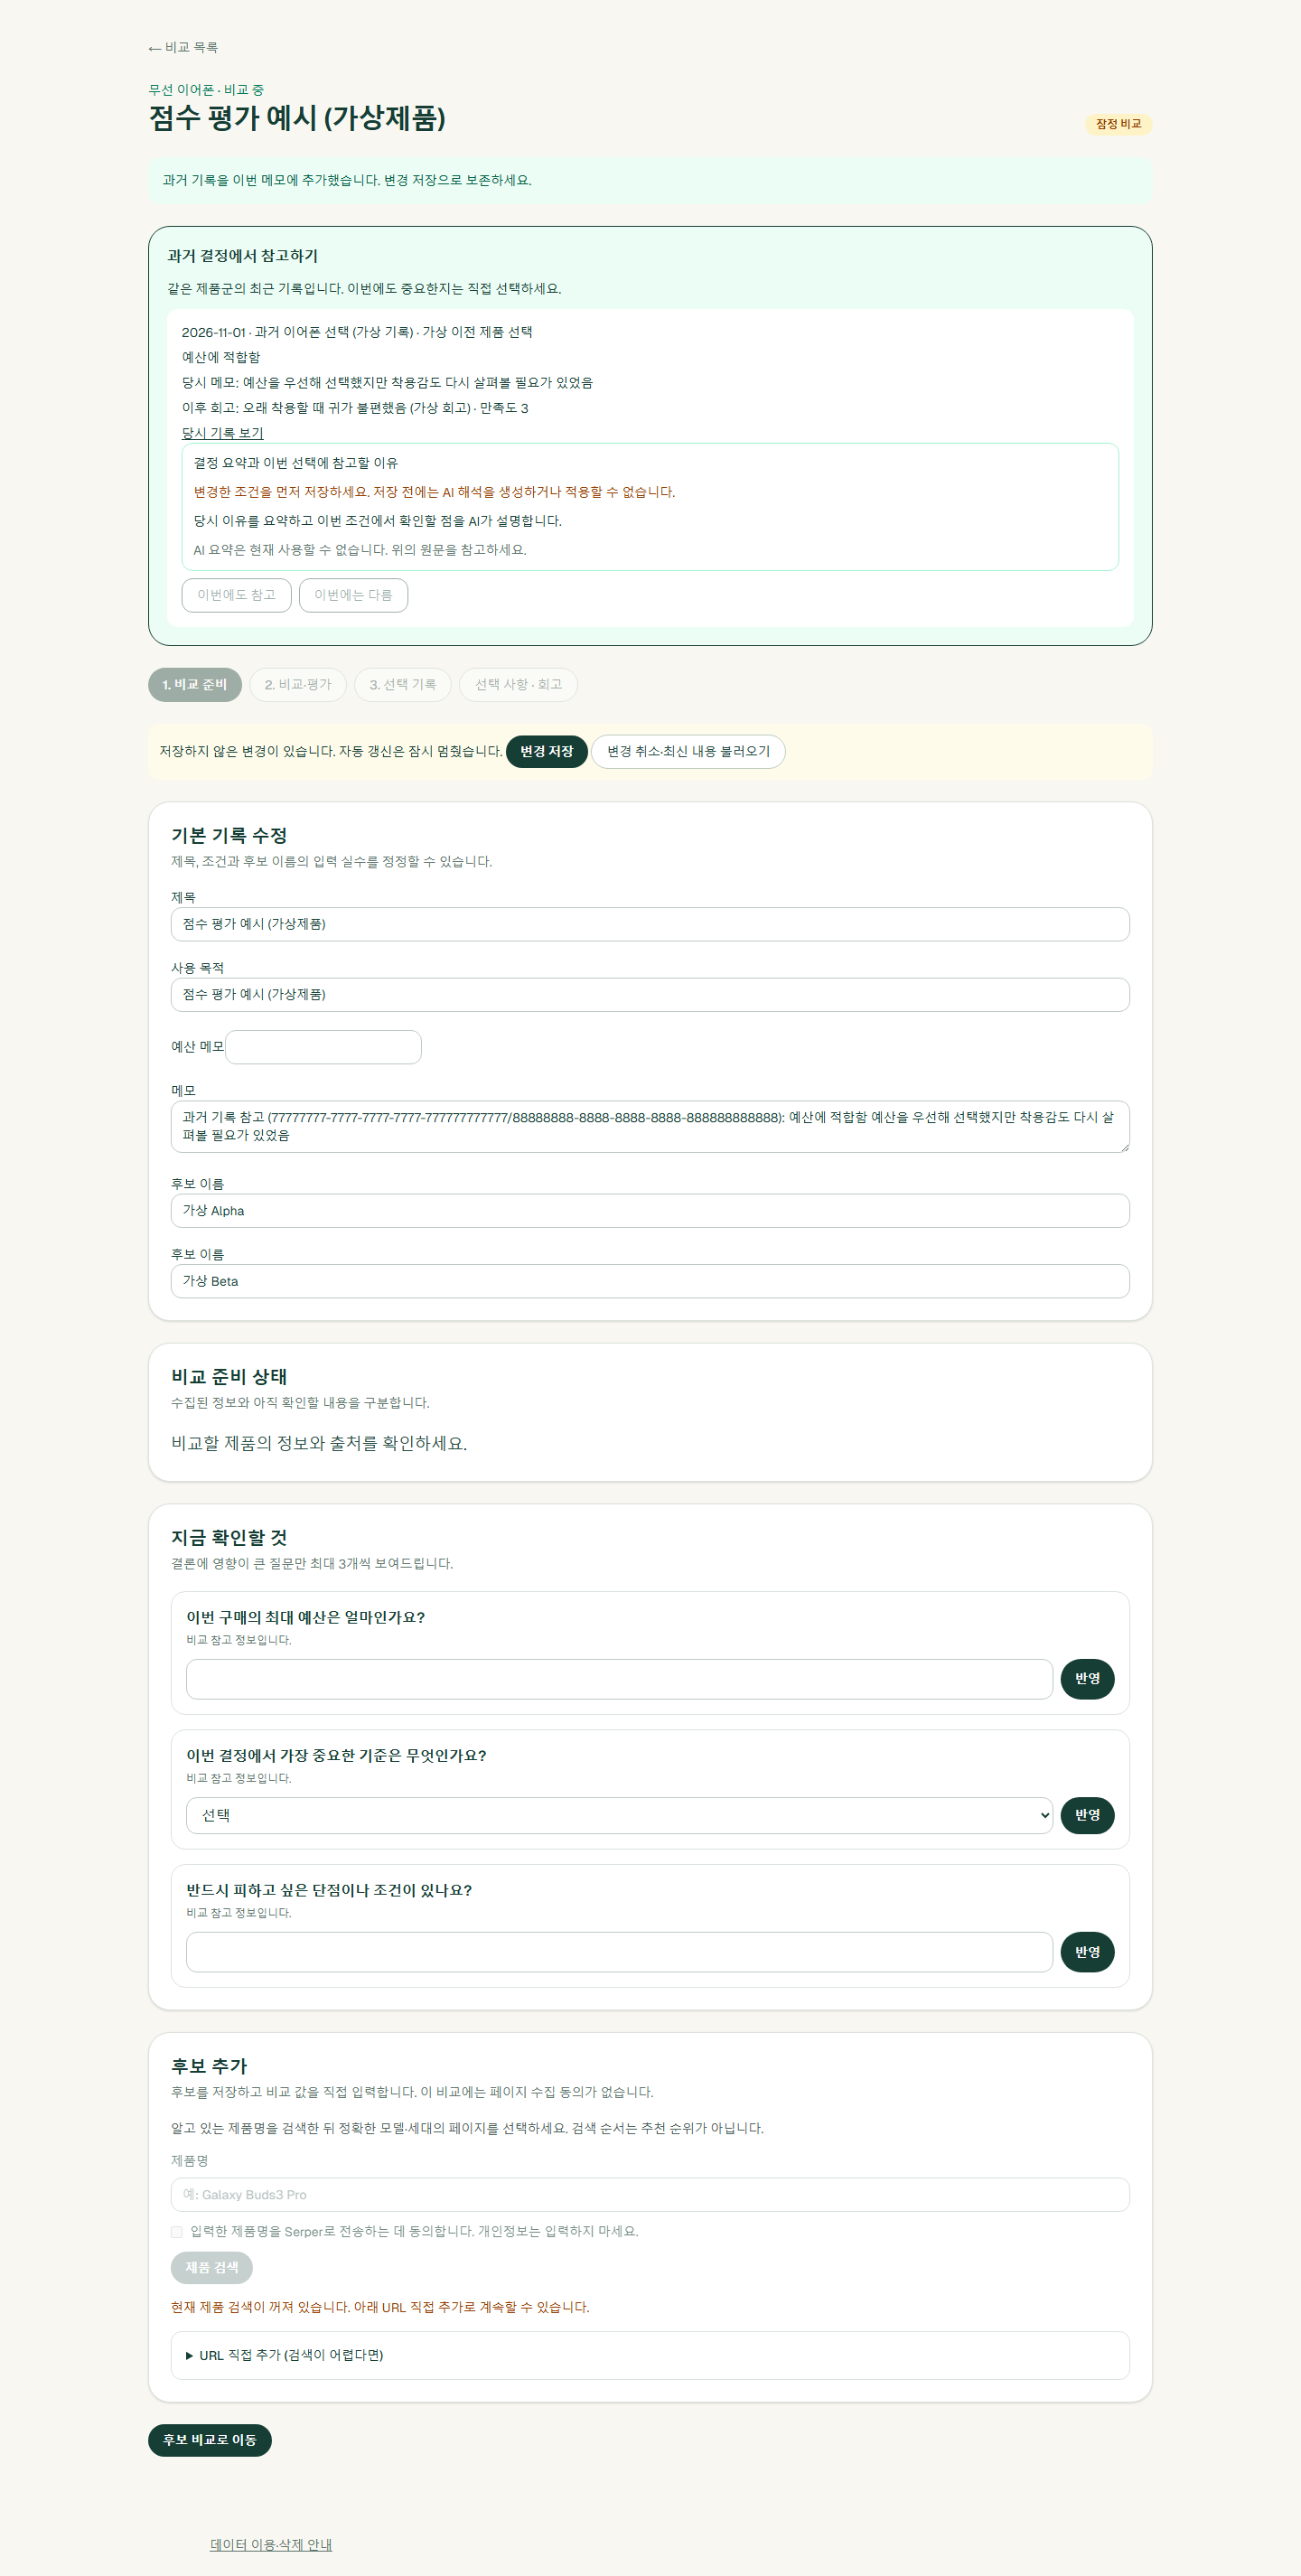 ← 비교 목록
무선 이어폰 · 비교 중
점수 평가 예시 (가상제품)
잠정 비교
과거 기록을 이번 메모에 추가했습니다. 변경 저장으로 보존하세요.
과거 결정에서 참고하기
같은 제품군의 최근 기록입니다. 이번에도 중요한지는 직접 선택하세요.
2026-11-01 · 과거 이어폰 선택 (가상 기록) · 가상 이전 제품 선택
예산에 적합함
당시 메모: 예산을 우선해 선택했지만 착용감도 다시 살펴볼 필요가 있었음
이후 회고: 오래 착용할 때 귀가 불편했음 (가상 회고) · 만족도 3
당시 기록 보기
결정 요약과 이번 선택에 참고할 이유
변경한 조건을 먼저 저장하세요. 저장 전에는 AI 해석을 생성하거나 적용할 수 없습니다.
당시 이유를 요약하고 이번 조건에서 확인할 점을 AI가 설명합니다.
AI 요약은 현재 사용할 수 없습니다. 위의 원문을 참고하세요.
이번에도 참고 이번에는 다름
1. 비교 준비 2. 비교·평가 3. 선택 기록 선택 사항 · 회고
저장하지 않은 변경이 있습니다. 자동 갱신은 잠시 멈췄습니다. 변경 저장 변경 취소·최신 내용 불러오기
기본 기록 수정
제목, 조건과 후보 이름의 입력 실수를 정정할 수 있습니다.
제목
점수 평가 예시 (가상제품)
사용 목적
점수 평가 예시 (가상제품)
예산 메모
메모
과거 기록 참고 (77777777-7777-7777-7777-777777777777/88888888-8888-8888-8888-888888888888): 예산에 적합함 예산을 우선해 선택했지만 착용감도 다시 살
펴볼 필요가 있었음
후보 이름
가상 Alpha
후보 이름
가상 Beta
비교 준비 상태
수집된 정보와 아직 확인할 내용을 구분합니다.
비교할 제품의 정보와 출처를 확인하세요.
지금 확인할 것
결론에 영향이 큰 질문만 최대 3개씩 보여드립니다.
이번 구매의 최대 예산은 얼마인가요?
비교 참고 정보입니다.
반영
이번 결정에서 가장 중요한 기준은 무엇인가요?
비교 참고 정보입니다.
선택 반영
반드시 피하고 싶은 단점이나 조건이 있나요?
비교 참고 정보입니다.
반영
후보 추가
후보를 저장하고 비교 값을 직접 입력합니다. 이 비교에는 페이지 수집 동의가 없습니다.
알고 있는 제품명을 검색한 뒤 정확한 모델·세대의 페이지를 선택하세요. 검색 순서는 추천 순위가 아닙니다.
제품명
예: Galaxy Buds3 Pro
입력한 제품명을 Serper로 전송하는 데 동의합니다. 개인정보는 입력하지 마세요.
제품 검색
현재 제품 검색이 꺼져 있습니다. 아래 URL 직접 추가로 계속할 수 있습니다.
▶ URL 직접 추가 (검색이 어렵다면)
후보 비교로 이동
데이터 이용·삭제 안내